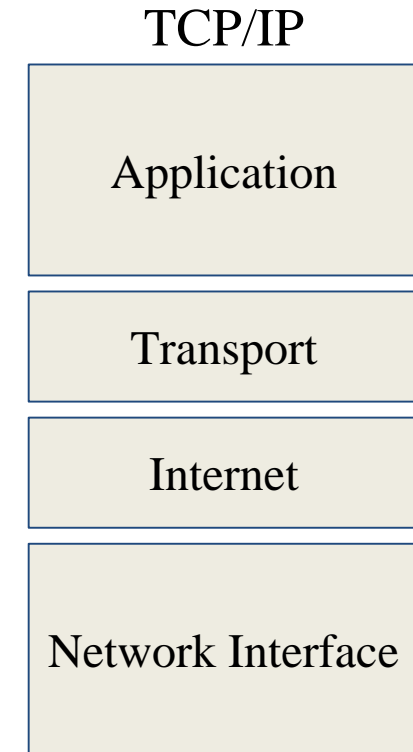 TCP/IP
Application
Transport
Internet
Network Interface